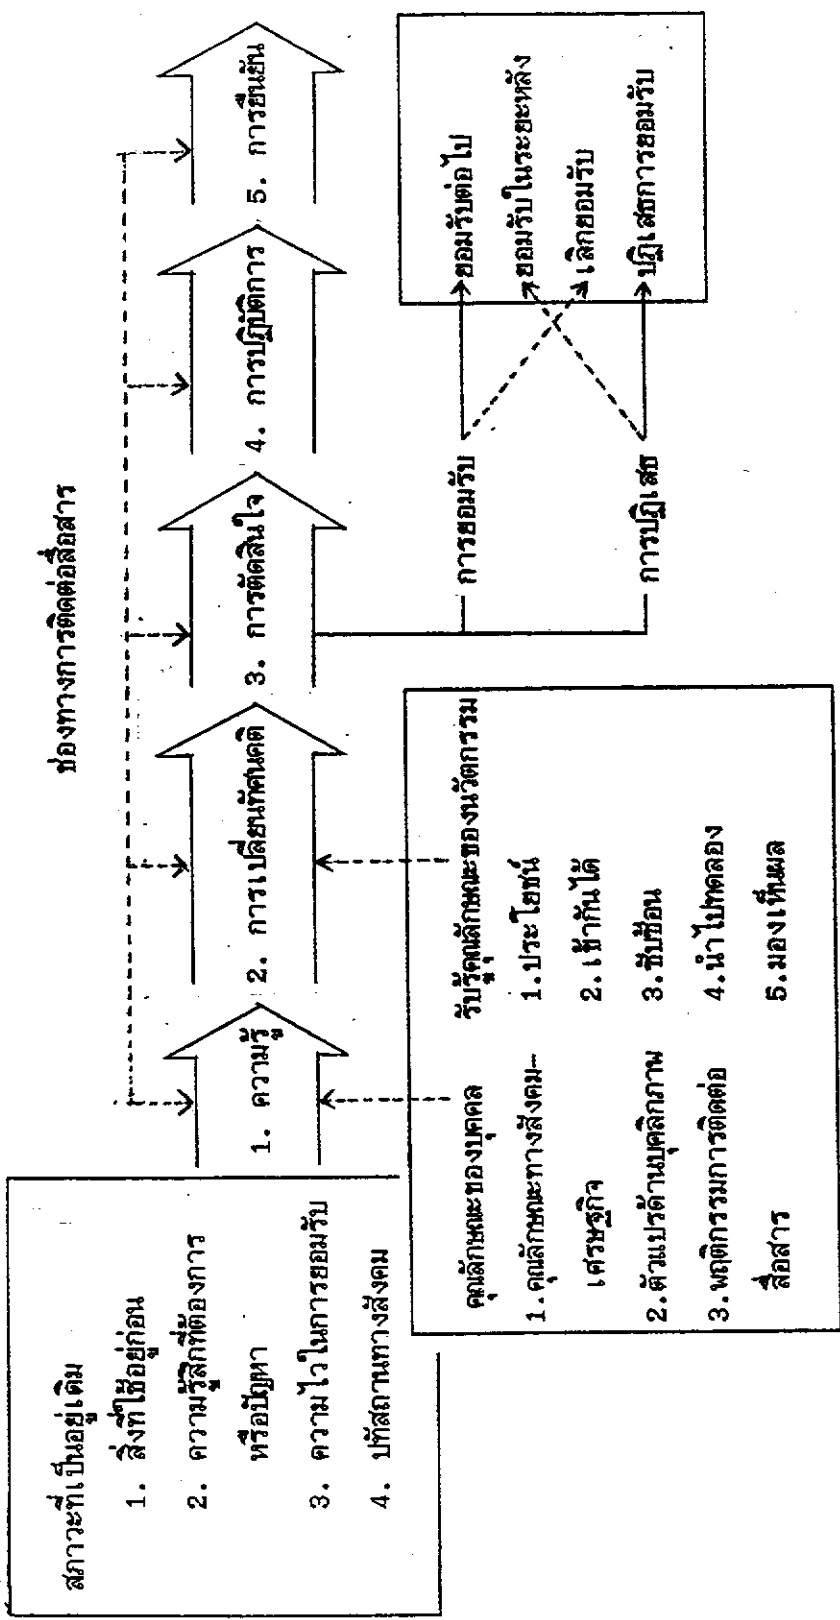 ช่องทางการติดต่อสื่อสาร
สภาวะที่เป็นอยู่เดิม
1. สิ่งที่ใช้อยู่ก่อน
2. ความรู้สึกที่ต้องการ
หรือปัญหา
3. ความไวในการยอมรับ
4. ปทัสถานทางสังคม
1. ความรู้
2. การเปลี่ยนทัศนคติ
3. การตัดสินใจ
4. การปฏิบัติการ
5. การยืนยัน
คุณลักษณะของบุคคล
1.คุณลักษณะทางสังคม-
เศรษฐกิจ
2.ตัวแปรด้านบุคลิกภาพ
3.พฤติกรรมการติดต่อ
สื่อสาร
รับรู้คุณลักษณะของนวัตกรรม
1.ประโยชน์
2.เข้ากันได้
3.ซับซ้อน
4.นำไปทดลอง
5.มองเห็นผล
การยอมรับ
การปฏิเสธ
ยอมรับต่อไป
ยอมรับในระยะหลัง
เลิกยอมรับ
ปฏิเสธการยอมรับ